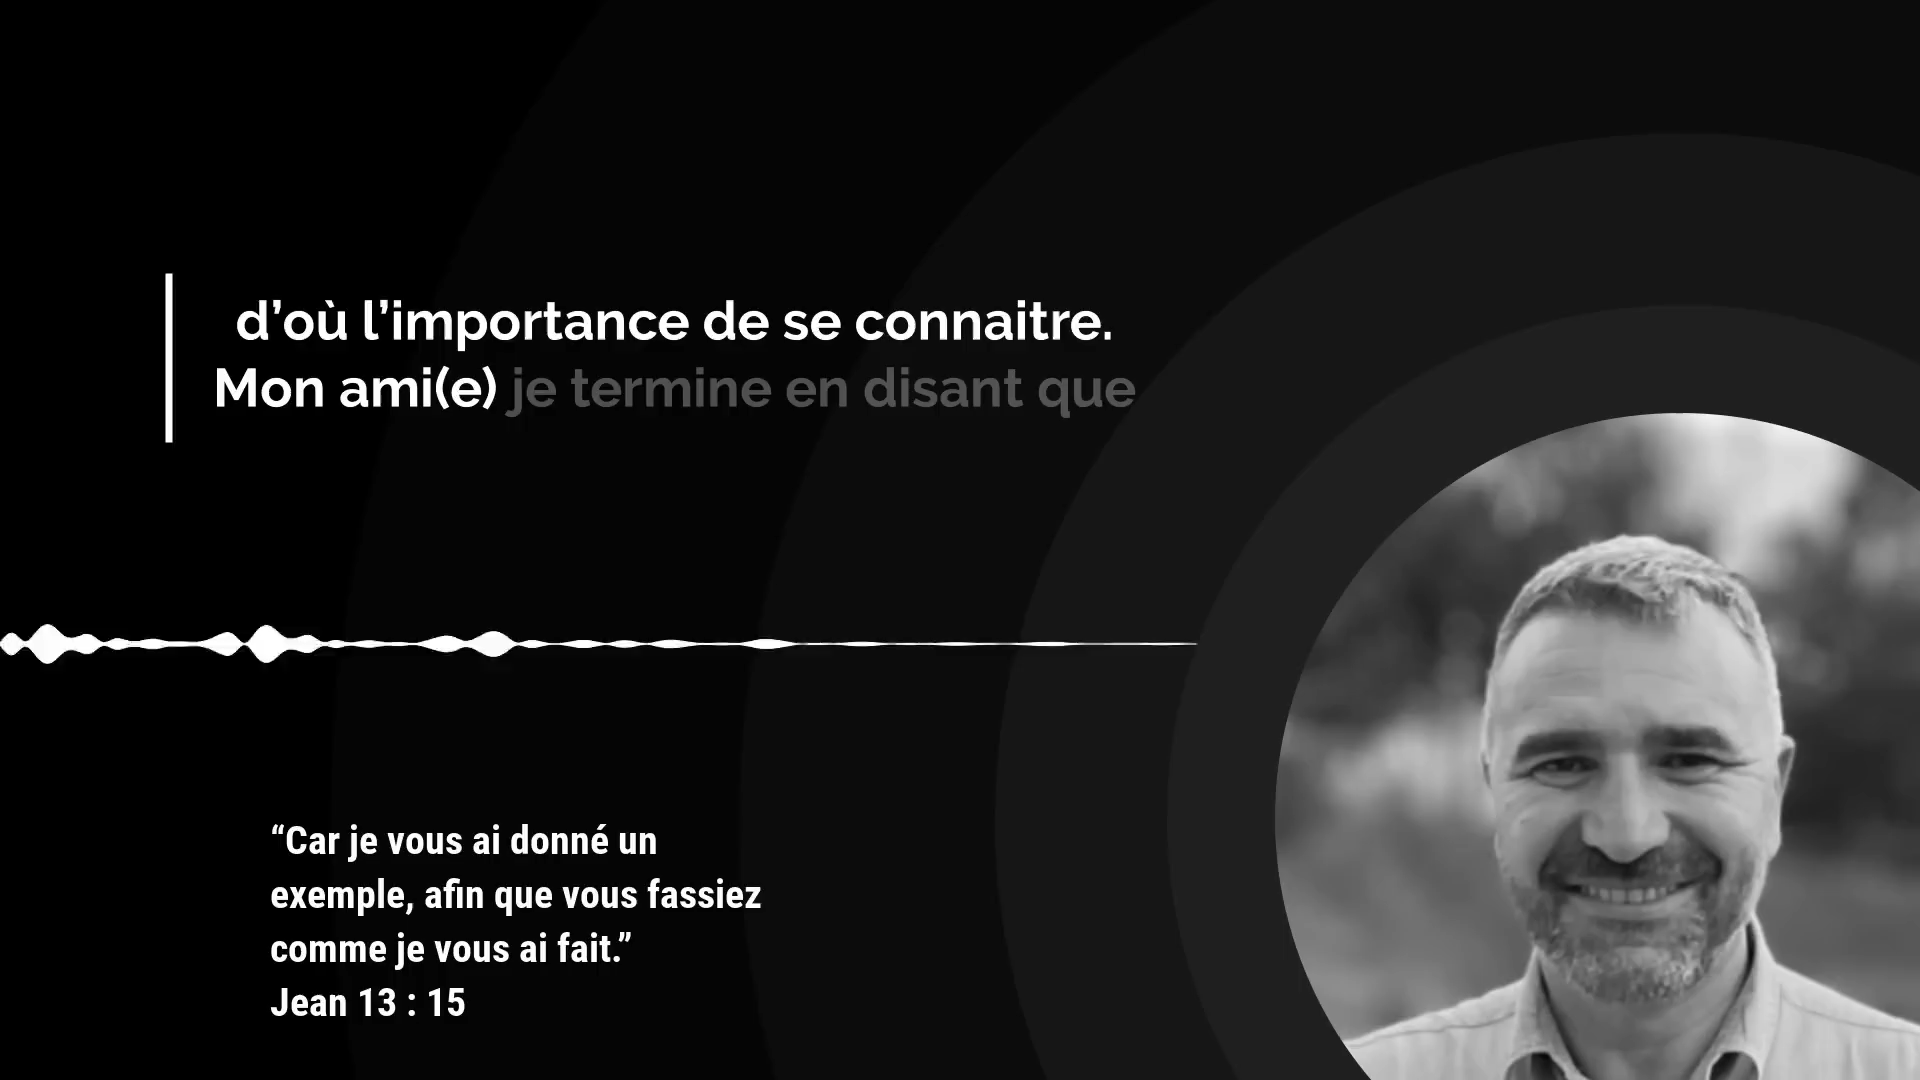 d’où l’importance de se connaitre.
Mon ami(e) je termine en disant que
“Car je vous ai donné un
exemple, afin que vous fassiez
comme je vous ai fait.”
Jean 13 : 15